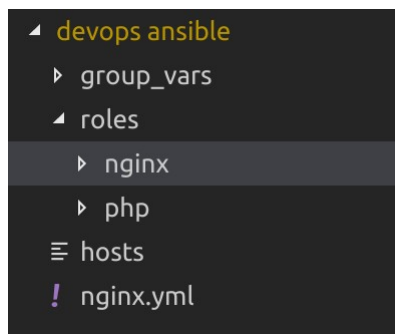 devops ansible
group_vars
roles
nginx
php
hosts
nginx.yml